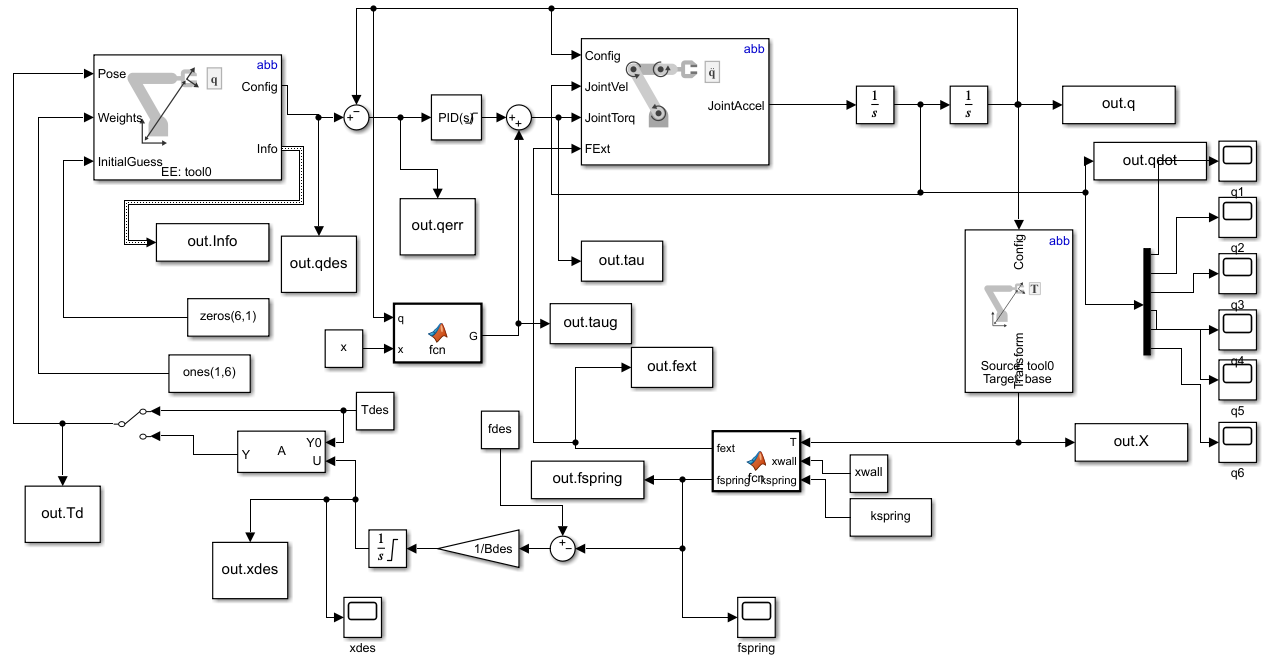 abb
Pose
q
Config
Weights
Info
InitialGuess
EE: tool0
out.Info
out.qdes
zeros(6,1)
ones(1,6)
+
−
PID(s)
+
+
out.qerr
abb
Config
q̈
JointVel
JointAccel
JointTorq
FExt
1
s
1
s
out.q
out.qdot
q1
q2
q3
q4
q5
q6
out.tau
out.taug
q
x
fcn
G
x
out.fext
abb
Config
T
Transform
Source: tool0
Target: base
Tdes
Y0
A
Y
U
out.Td
fdes
fext
T
xwall
fspring
kspring
fcn
xwall
kspring
out.X
out.fspring
+
−
1/Bdes
1
s
out.xdes
xdes
fspring